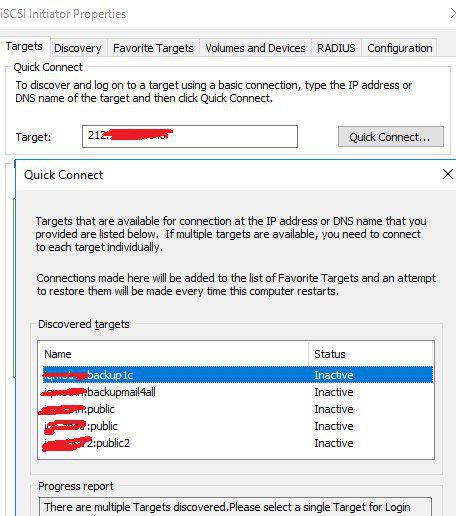 iSCSI Initiator Properties
Targets Discovery Favorite Targets Volumes and Devices RADIUS Configuration
Quick Connect
To discover and log on to a target using a basic connection, type the IP address or
DNS name of the target and then click Quick Connect.
Target: 212. Quick Connect...
Quick Connect
Targets that are available for connection at the IP address or DNS name that you
provided are listed below. If multiple targets are available, you need to connect
to each target individually.
Connections made here will be added to the list of Favorite Targets and an attempt
to restore them will be made every time this computer restarts.
Discovered targets
Name Status
:backup1c Inactive
:backupmail4all Inactive
:public Inactive
:public Inactive
2:public2 Inactive
Progress report
There are multiple Targets discovered.Please select a single Target for Login